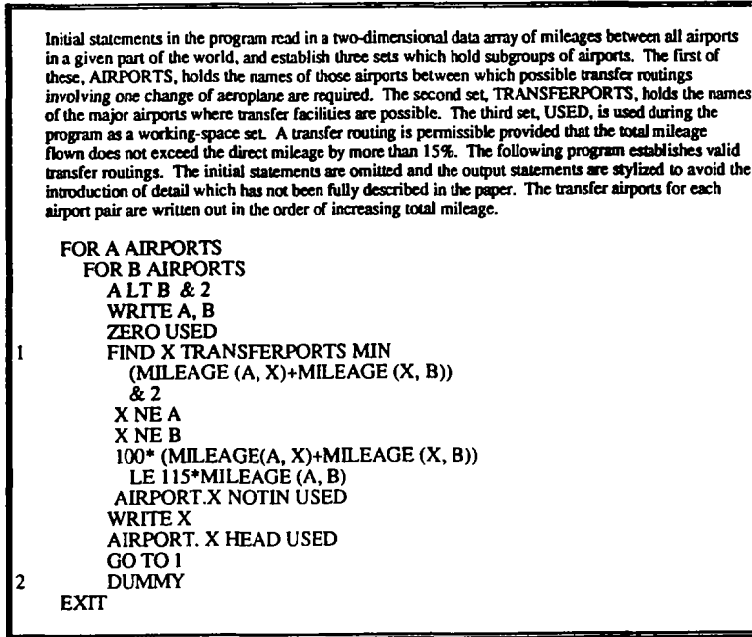 Initial statements in the program read in a two-dimensional data array of mileages between all airports
in a given part of the world, and establish three sets which hold subgroups of airports. The first of
these, AIRPORTS, holds the names of those airports between which possible transfer routings
involving one change of aeroplane are required. The second set, TRANSFERPORTS, holds the names
of the major airports where transfer facilities are possible. The third set, USED, is used during the
program as a working-space set. A transfer routing is permissible provided that the total mileage
flown does not exceed the direct mileage by more than 15%. The following program establishes valid
transfer routings. The initial statements are omitted and the output statements are stylized to avoid the
introduction of detail which has not been fully described in the paper. The transfer airports for each
airport pair are written out in the order of increasing total mileage.
FOR A AIRPORTS
FOR B AIRPORTS
A LT B & 2
WRITE A, B
ZERO USED
1 FIND X TRANSFERPORTS MIN
(MILEAGE (A, X)+MILEAGE (X, B))
& 2
X NE A
X NE B
100* (MILEAGE(A, X)+MILEAGE (X, B))
LE 115*MILEAGE (A, B)
AIRPORT.X NOTIN USED
WRITE X
AIRPORT. X HEAD USED
GO TO 1
2 DUMMY
EXIT